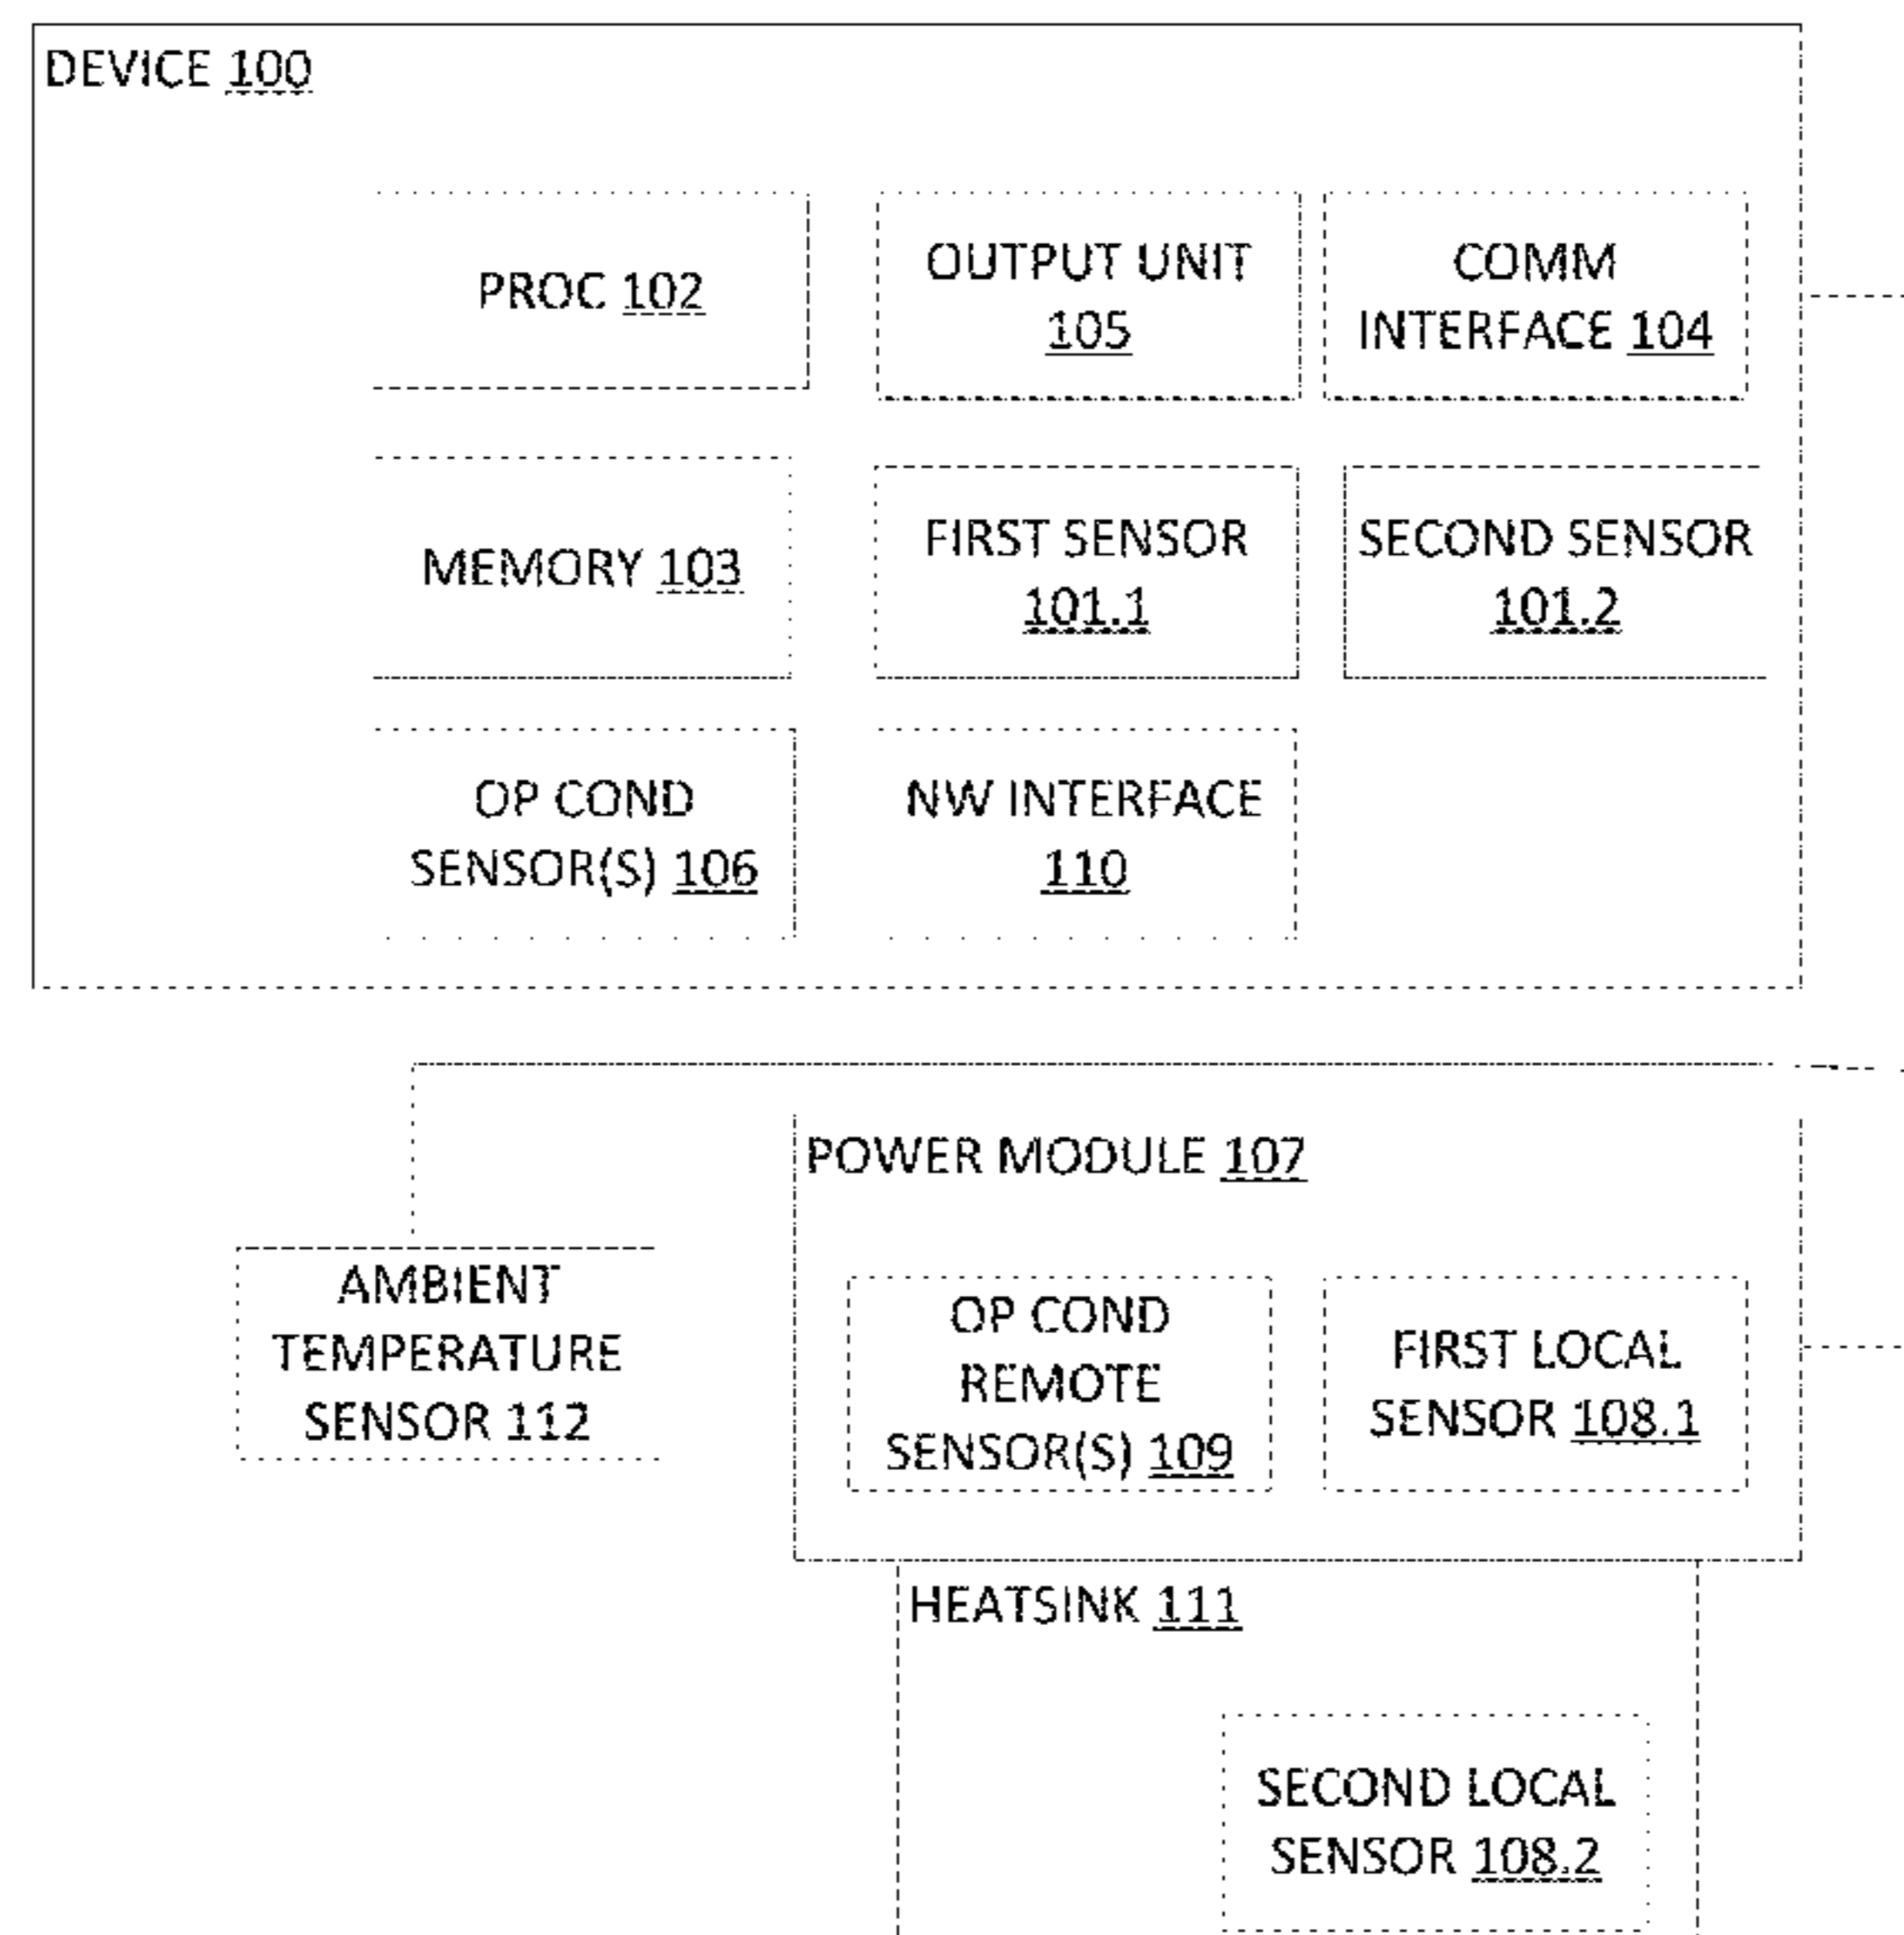 DEVICE 100
PROC 102
OUTPUT UNIT
105
COMM
INTERFACE 104
MEMORY 103
FIRST SENSOR
101.1
SECOND SENSOR
101.2
OP COND
SENSOR(S) 106
NW INTERFACE
110
POWER MODULE 107
AMBIENT
TEMPERATURE
SENSOR 112
OP COND
REMOTE
SENSOR(S) 109
FIRST LOCAL
SENSOR 108.1
HEATSINK 111
SECOND LOCAL
SENSOR 108.2